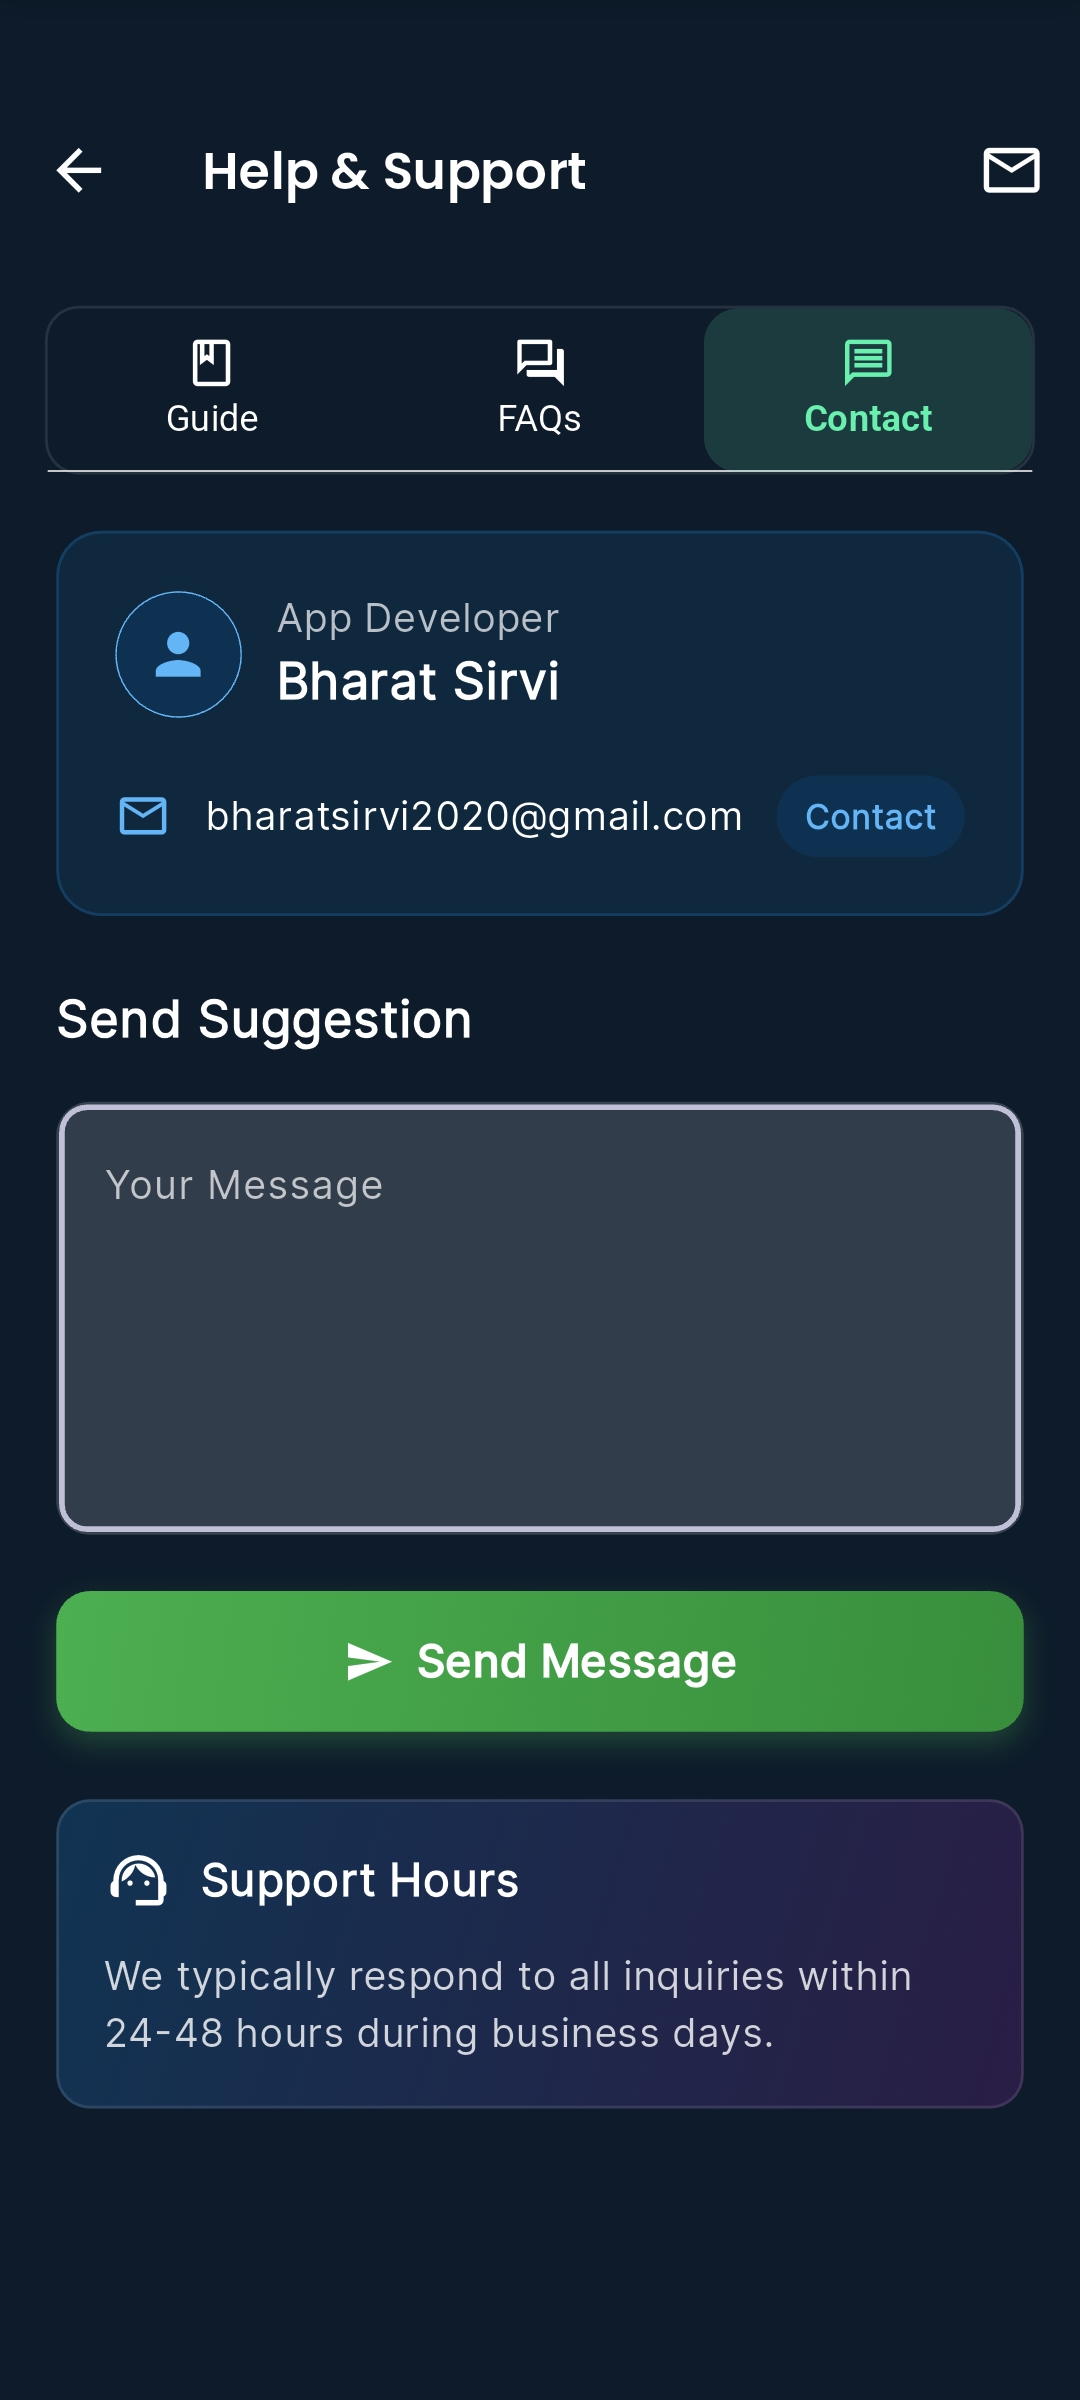 Help & Support
Guide
FAQs
Contact
App Developer
Bharat Sirvi
bharatsirvi2020@gmail.com
Contact
Send Suggestion
Your Message
Send Message
Support Hours
We typically respond to all inquiries within
24-48 hours during business days.